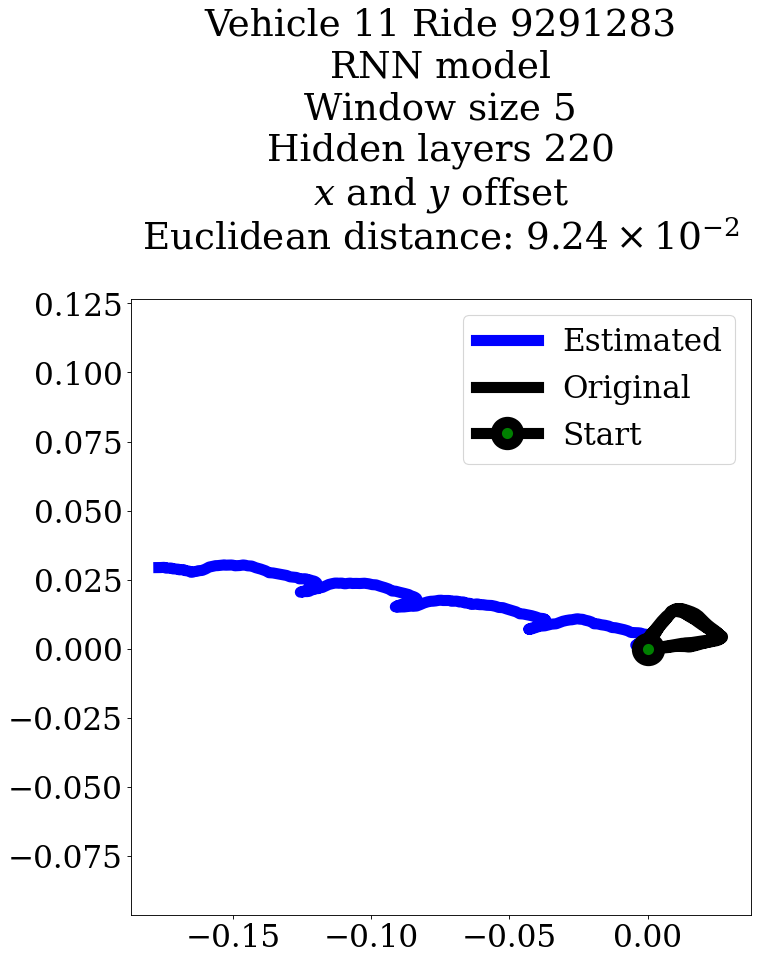 Vehicle 11 Ride 9291283
RNN model
Window size 5
Hidden layers 220
x and y offset
Euclidean distance: 9.24 × 10⁻²
Estimated
Original
Start
0.125
0.100
0.075
0.050
0.025
0.000
−0.025
−0.050
−0.075
−0.15 −0.10 −0.05 0.00